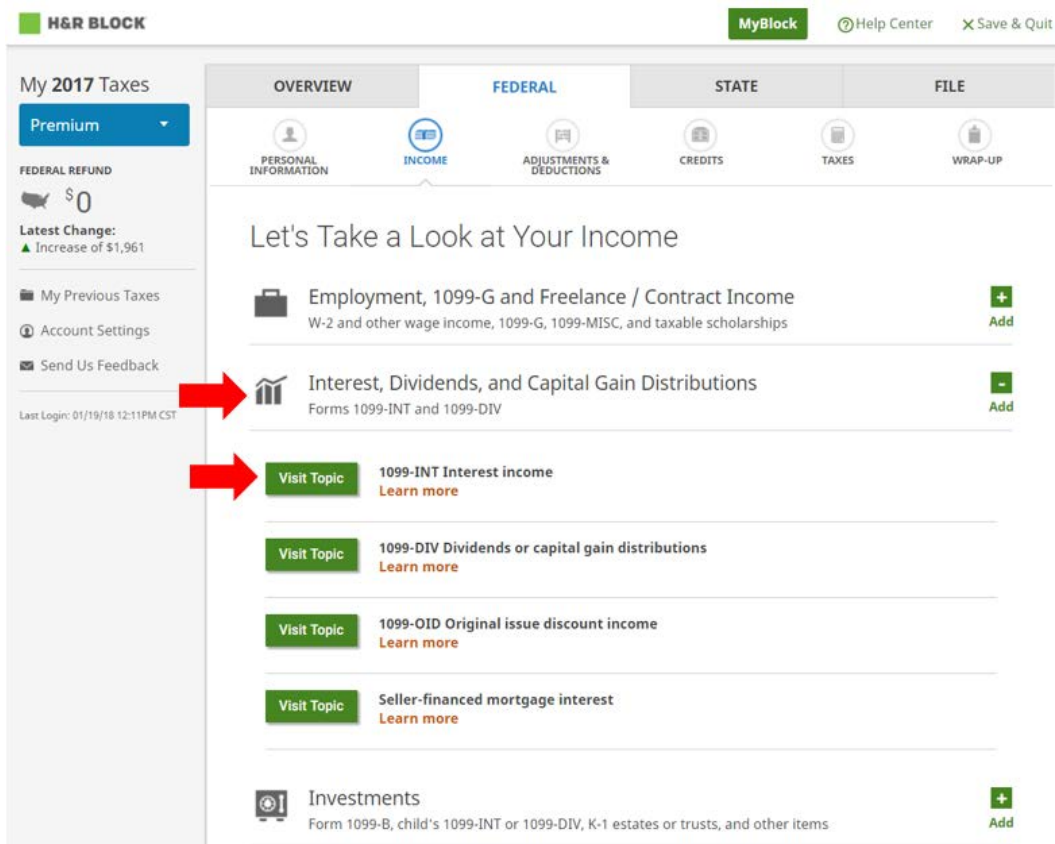 H&R BLOCK
MyBlock
Help Center
Save & Quit
My 2017 Taxes
Premium
FEDERAL REFUND
$0
Latest Change:
Increase of $1,961
My Previous Taxes
Account Settings
Send Us Feedback
Last Login: 01/19/18 12:11PM CST
OVERVIEW
FEDERAL
STATE
FILE
PERSONAL
INFORMATION
INCOME
ADJUSTMENTS &
DEDUCTIONS
CREDITS
TAXES
WRAP-UP
Let's Take a Look at Your Income
Employment, 1099-G and Freelance / Contract Income
W-2 and other wage income, 1099-G, 1099-MISC, and taxable scholarships
+
Add
Interest, Dividends, and Capital Gain Distributions
Forms 1099-INT and 1099-DIV
-
Add
Visit Topic
1099-INT Interest income
Learn more
Visit Topic
1099-DIV Dividends or capital gain distributions
Learn more
Visit Topic
1099-OID Original issue discount income
Learn more
Visit Topic
Seller-financed mortgage interest
Learn more
Investments
Form 1099-B, child's 1099-INT or 1099-DIV, K-1 estates or trusts, and other items
+
Add